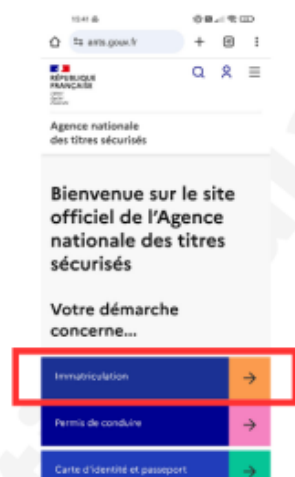 ants.gouv.fr
RÉPUBLIQUE
FRANÇAISE
Agence nationale
des titres sécurisés
Bienvenue sur le site
officiel de l'Agence
nationale des titres
sécurisés
Votre démarche
concerne...
Immatriculation
Permis de conduire
Carte d'identité et passeport